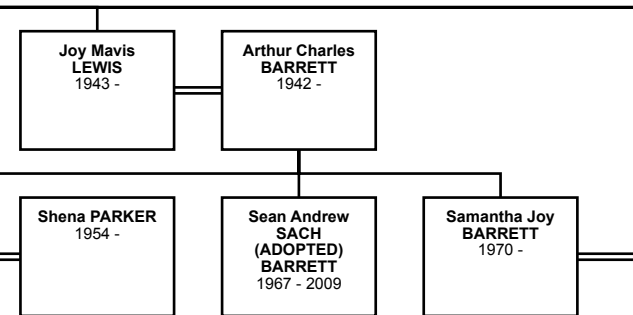 Joy Mavis
LEWIS
1943 -
Arthur Charles
BARRETT
1942 -
Shena PARKER
1954 -
Sean Andrew
SACH
(ADOPTED)
BARRETT
1967 - 2009
Samantha Joy
BARRETT
1970 -